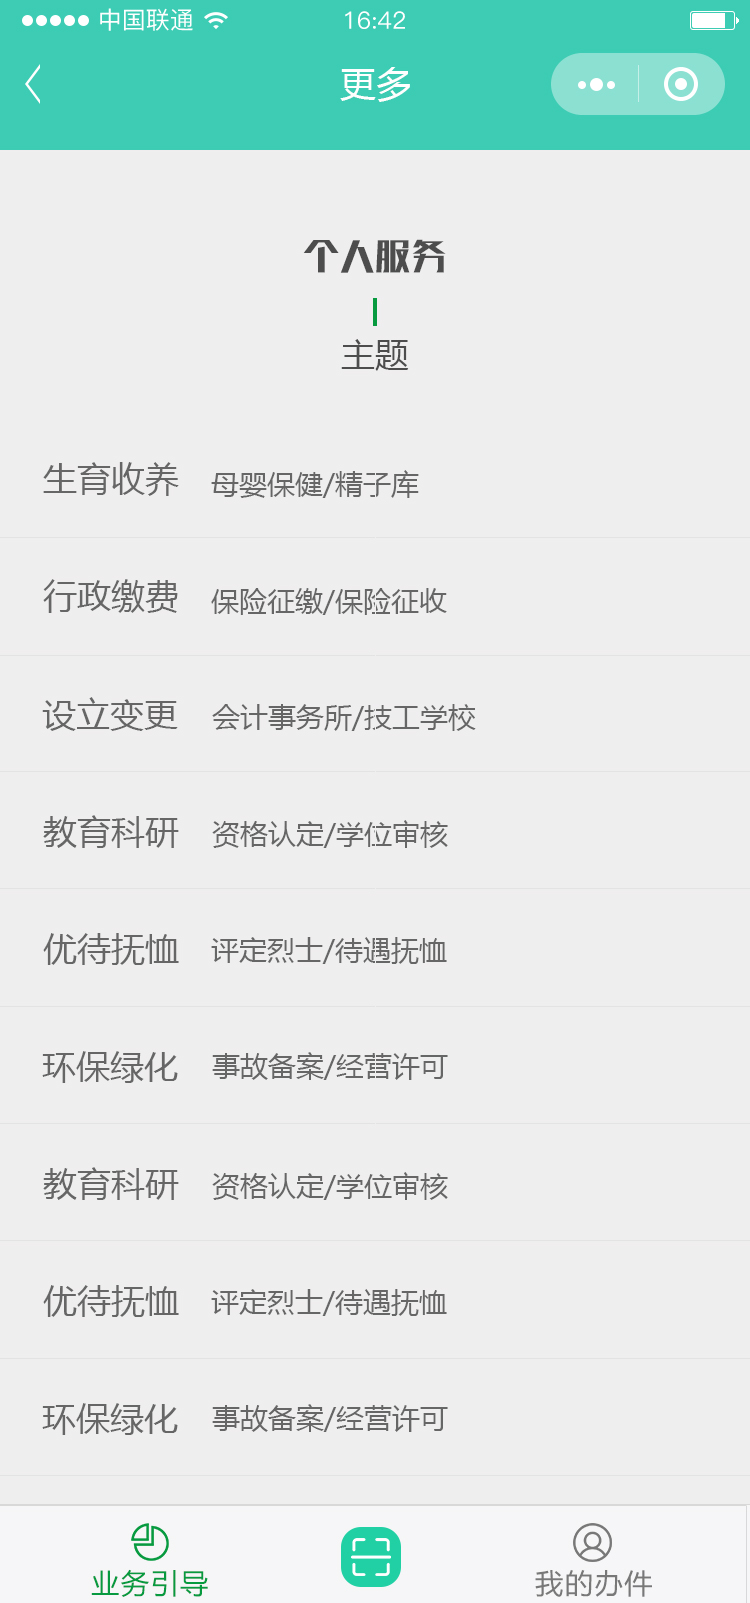 中国联通 16:42
更多
个人服务
主题
生育收养 母婴保健/精子库
行政缴费 保险征缴/保险征收
设立变更 会计事务所/技工学校
教育科研 资格认定/学位审核
优待抚恤 评定烈士/待遇抚恤
环保绿化 事故备案/经营许可
教育科研 资格认定/学位审核
优待抚恤 评定烈士/待遇抚恤
环保绿化 事故备案/经营许可
业务引导 我的办件